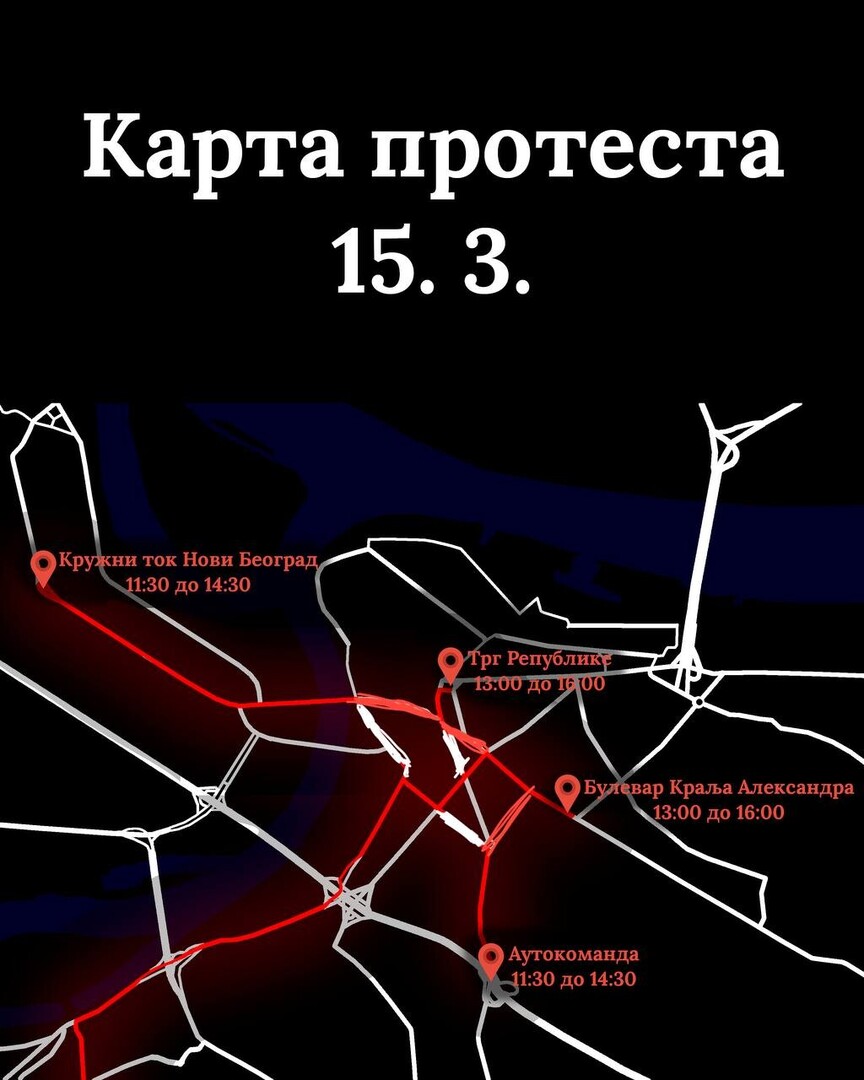 Карта протеста
15. 3.
Кружни ток Нови Београд
11:30 до 14:30
Трг Републике
13:00 до 16:00
Булевар Краља Александра
13:00 до 16:00
Аутокоманда
11:30 до 14:30